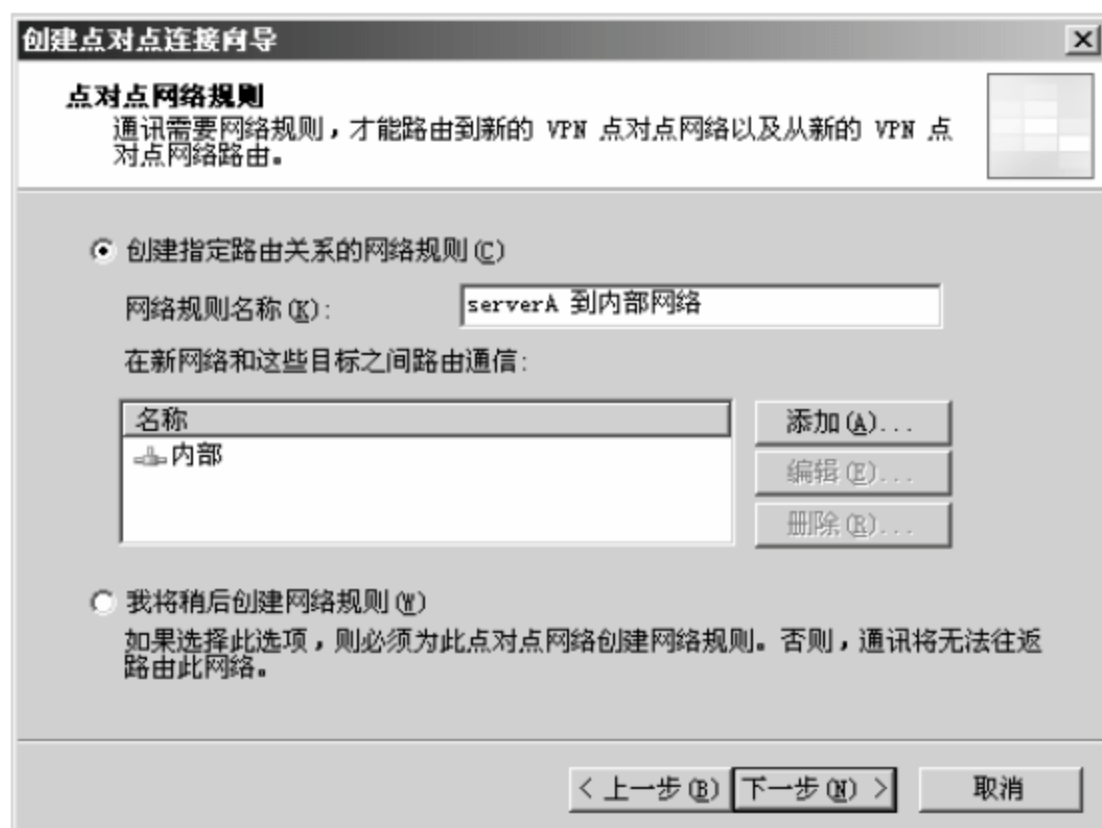 创建点对点连接向导
点对点网络规则
通讯需要网络规则，才能路由到新的 VPN 点对点网络以及从新的 VPN 点
对点网络路由。
创建指定路由关系的网络规则(C)
网络规则名称(K):
serverA 到内部网络
在新网络和这些目标之间路由通信:
名称
内部
添加(A)...
编辑(E)...
删除(R)...
我将稍后创建网络规则(W)
如果选择此选项，则必须为此点对点网络创建网络规则。否则，通讯将无法往返
路由此网络。
< 上一步(B)
下一步(N) >
取消